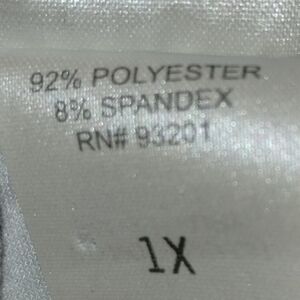 92% POLYESTER
8% SPANDEX
RN# 93201
1X